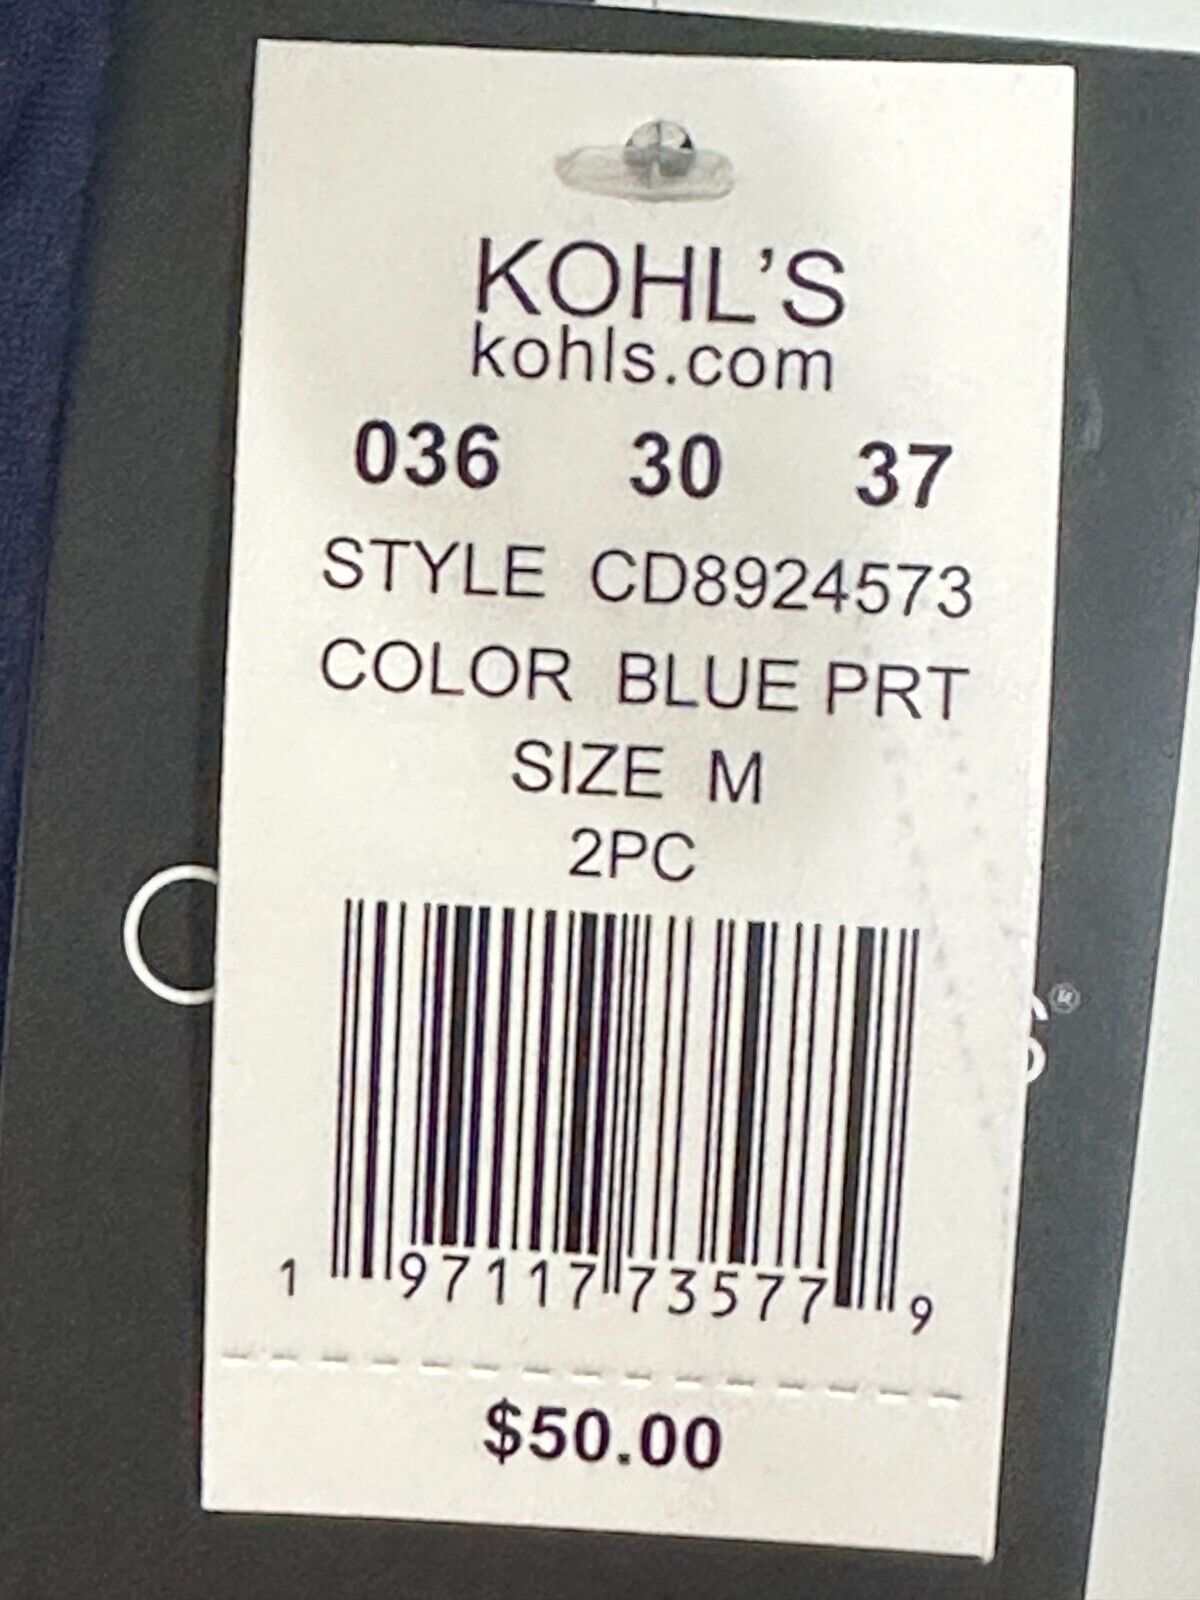 KOHL'S
kohls.com
036 30 37
STYLE CD8924573
COLOR BLUE PRT
SIZE M
2PC
1 97117 73577 9
$50.00